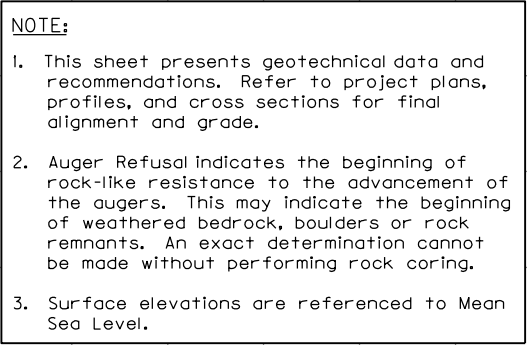 NOTE:
1. This sheet presents geotechnical data and
recommendations. Refer to project plans,
profiles, and cross sections for final
alignment and grade.
2. Auger Refusal indicates the beginning of
rock-like resistance to the advancement of
the augers. This may indicate the beginning
of weathered bedrock, boulders or rock
remnants. An exact determination cannot
be made without performing rock coring.
3. Surface elevations are referenced to Mean
Sea Level.